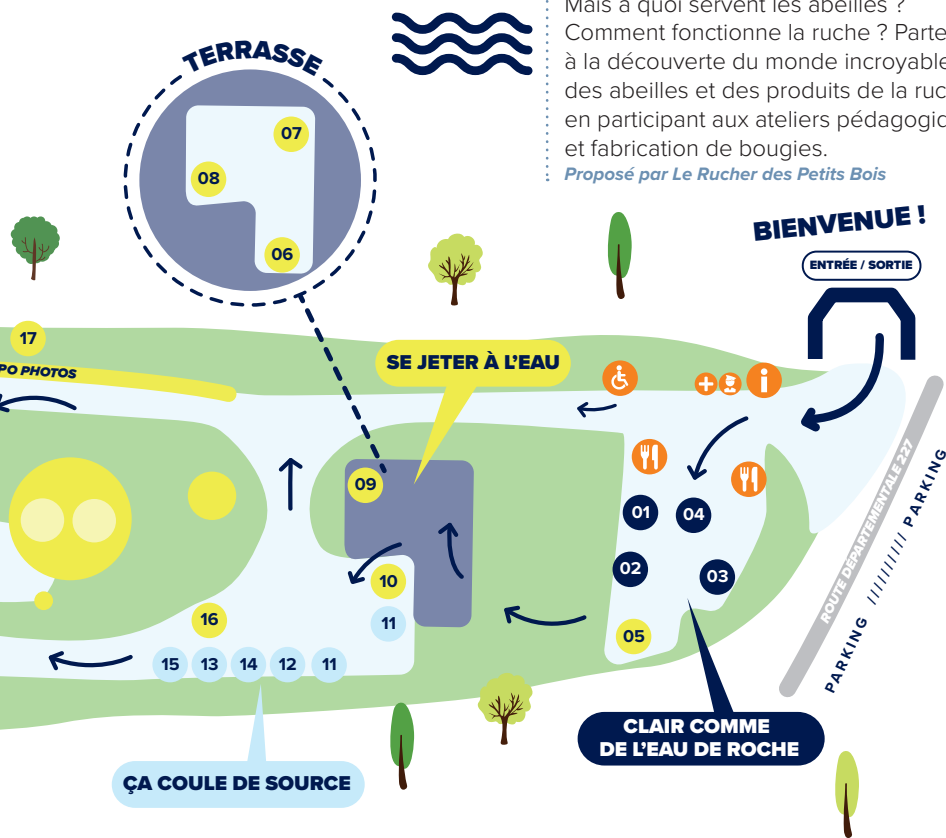 Mais à quoi servent les abeilles ?
Comment fonctionne la ruche ? Parte
à la découverte du monde incroyable
des abeilles et des produits de la ruc
en participant aux ateliers pédagogic
et fabrication de bougies.
Proposé par Le Rucher des Petits Bois
TERRASSE
07
08
06
BIENVENUE !
ENTRÉE / SORTIE
17
PO PHOTOS
SE JETER À L'EAU
09
01
04
02
03
10
11
05
16
15
13
14
12
11
ROUTE DÉPARTEMENTALE 227
PARKING ////////// PARKING
CLAIR COMME
DE L'EAU DE ROCHE
ÇA COULE DE SOURCE